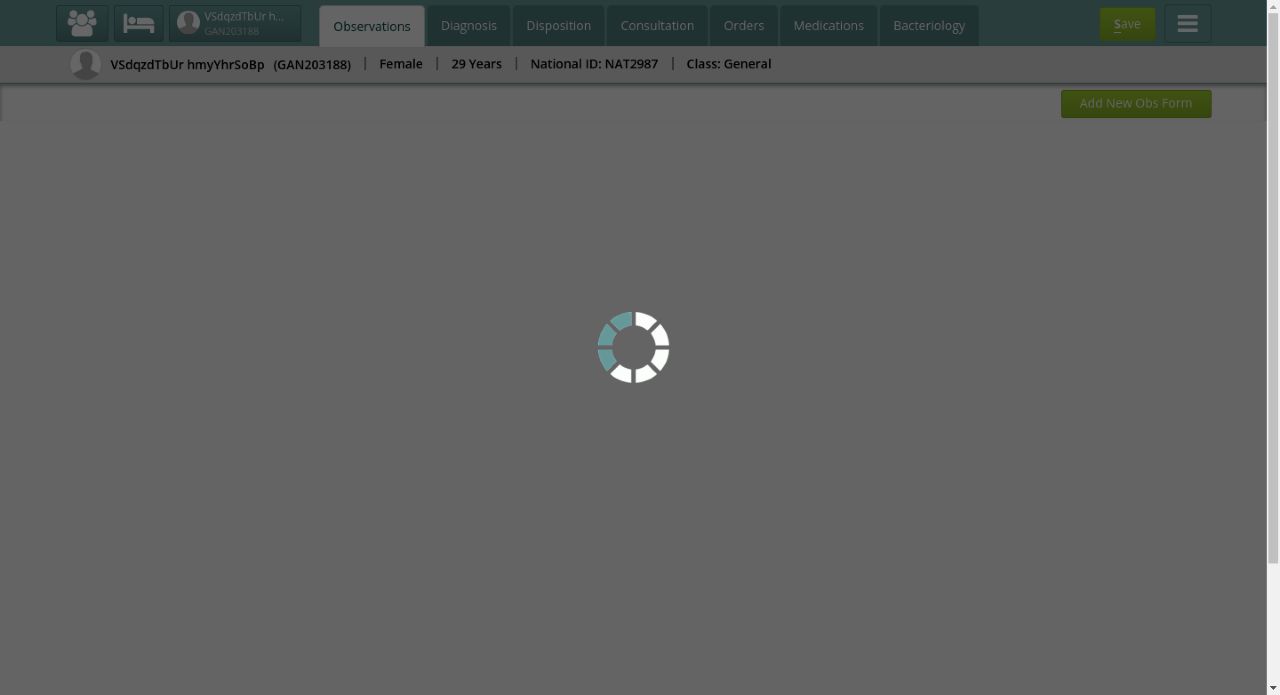 VSdqzdTbUr h...
GAN203188
Observations
Diagnosis
Disposition
Consultation
Orders
Medications
Bacteriology
Save
VSdqzdTbUr hmyYhrSoBp (GAN203188) | Female | 29 Years | National ID: NAT2987 | Class: General
Add New Obs Form